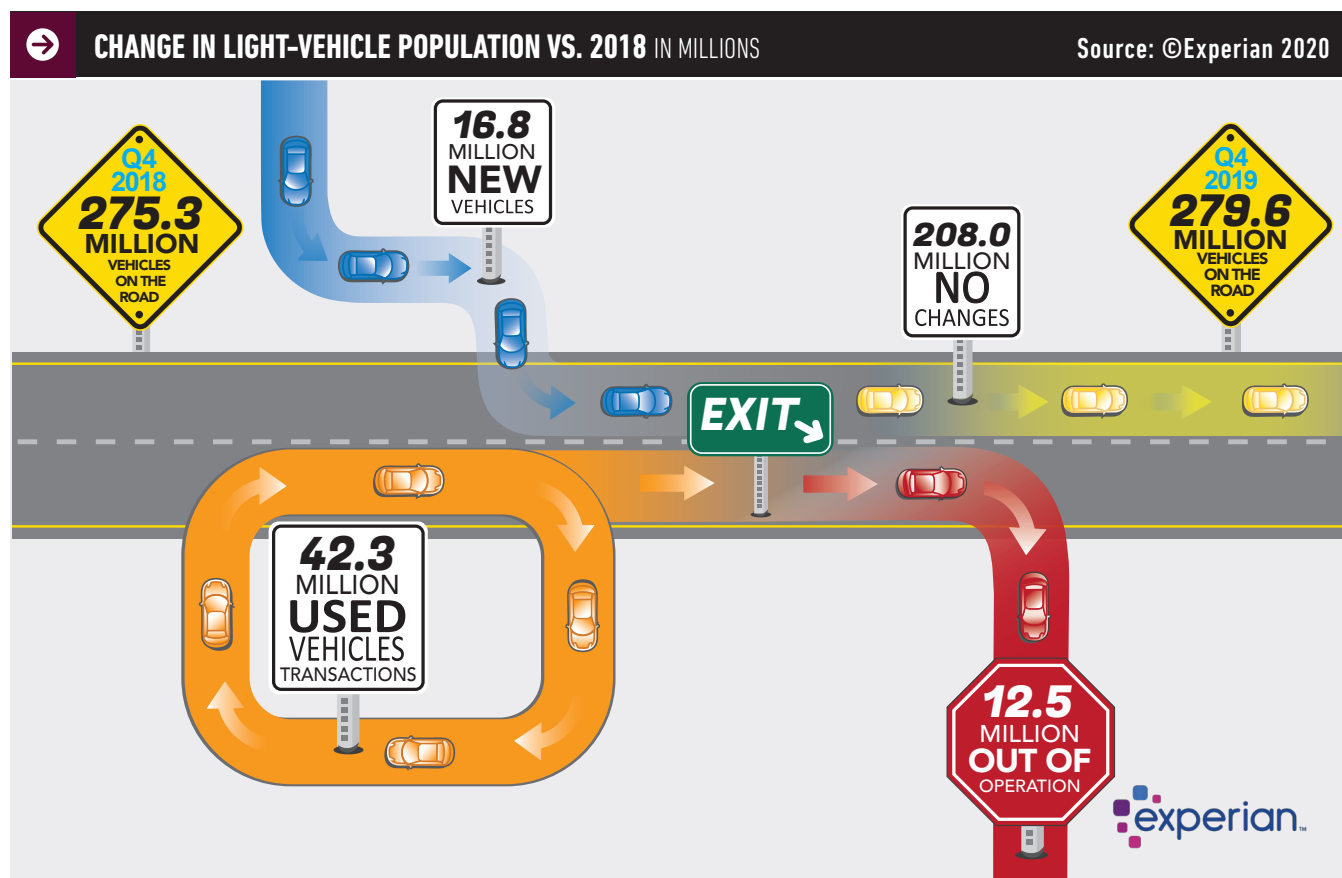 CHANGE IN LIGHT-VEHICLE POPULATION VS. 2018 IN MILLIONS
Source: ©Experian 2020
Q4
2018
275.3
MILLION
VEHICLES
ON THE
ROAD
16.8
MILLION
NEW
VEHICLES
208.0
MILLION
NO
CHANGES
Q4
2019
279.6
MILLION
VEHICLES
ON THE
ROAD
EXIT
42.3
MILLION
USED
VEHICLES
TRANSACTIONS
12.5
MILLION
OUT OF
OPERATION
experian™